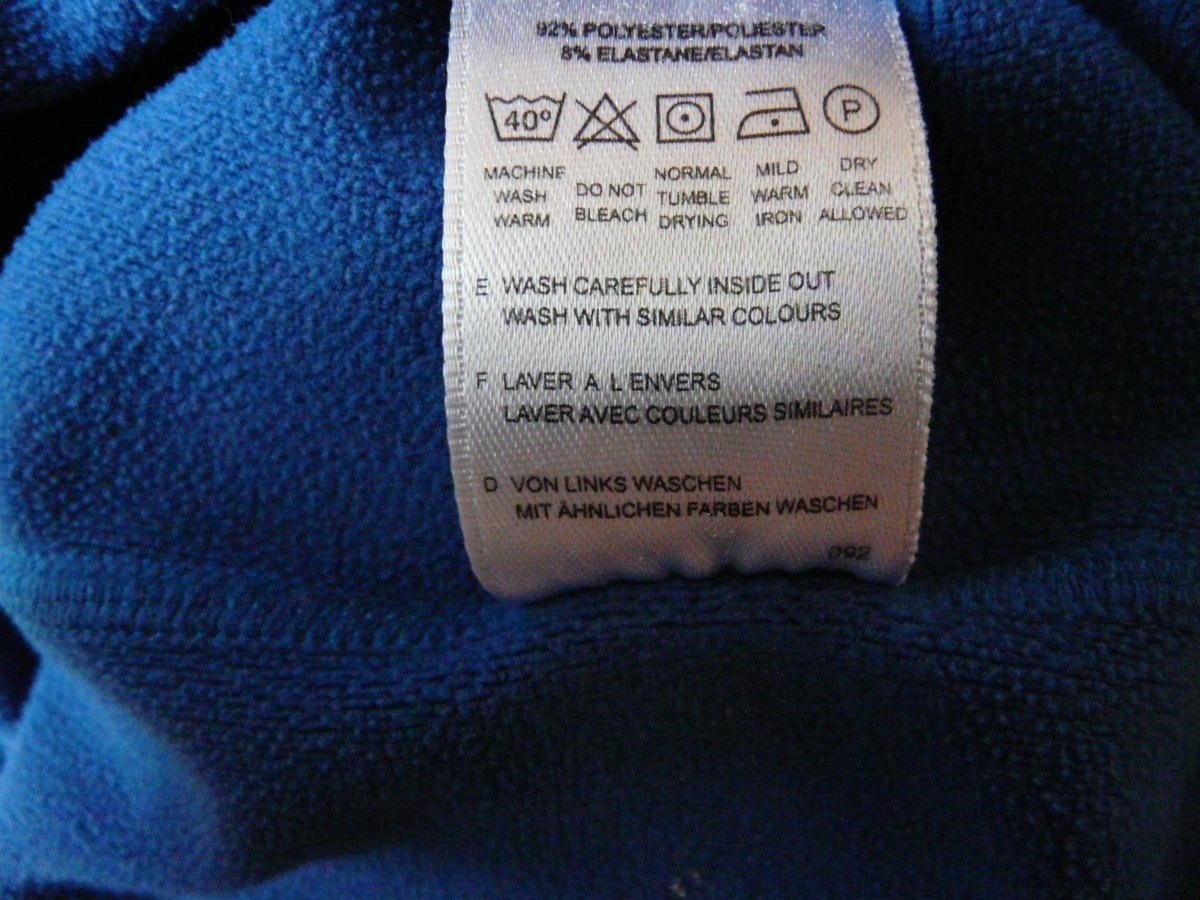 92% POLYESTER/POLIESTER
8% ELASTANE/ELASTAN
40° P
MACHINE WASH WARM
DO NOT BLEACH
NORMAL TUMBLE DRYING
MILD WARM IRON
DRY CLEAN ALLOWED
E WASH CAREFULLY INSIDE OUT
WASH WITH SIMILAR COLOURS
F LAVER A L ENVERS
LAVER AVEC COULEURS SIMILAIRES
D VON LINKS WASCHEN
MIT ÄHNLICHEN FARBEN WASCHEN
092